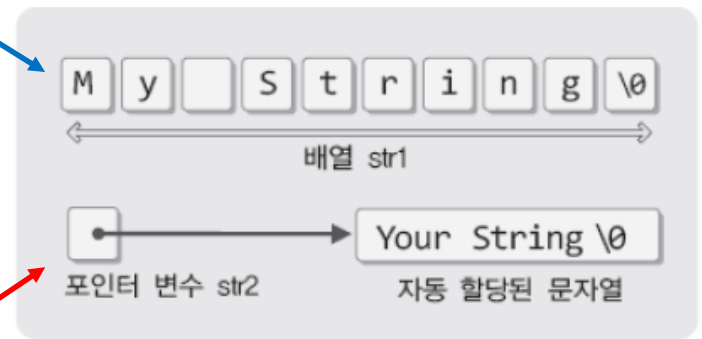 M y S t r i n g \0
배열 str1
Your String \0
포인터 변수 str2
자동 할당된 문자열